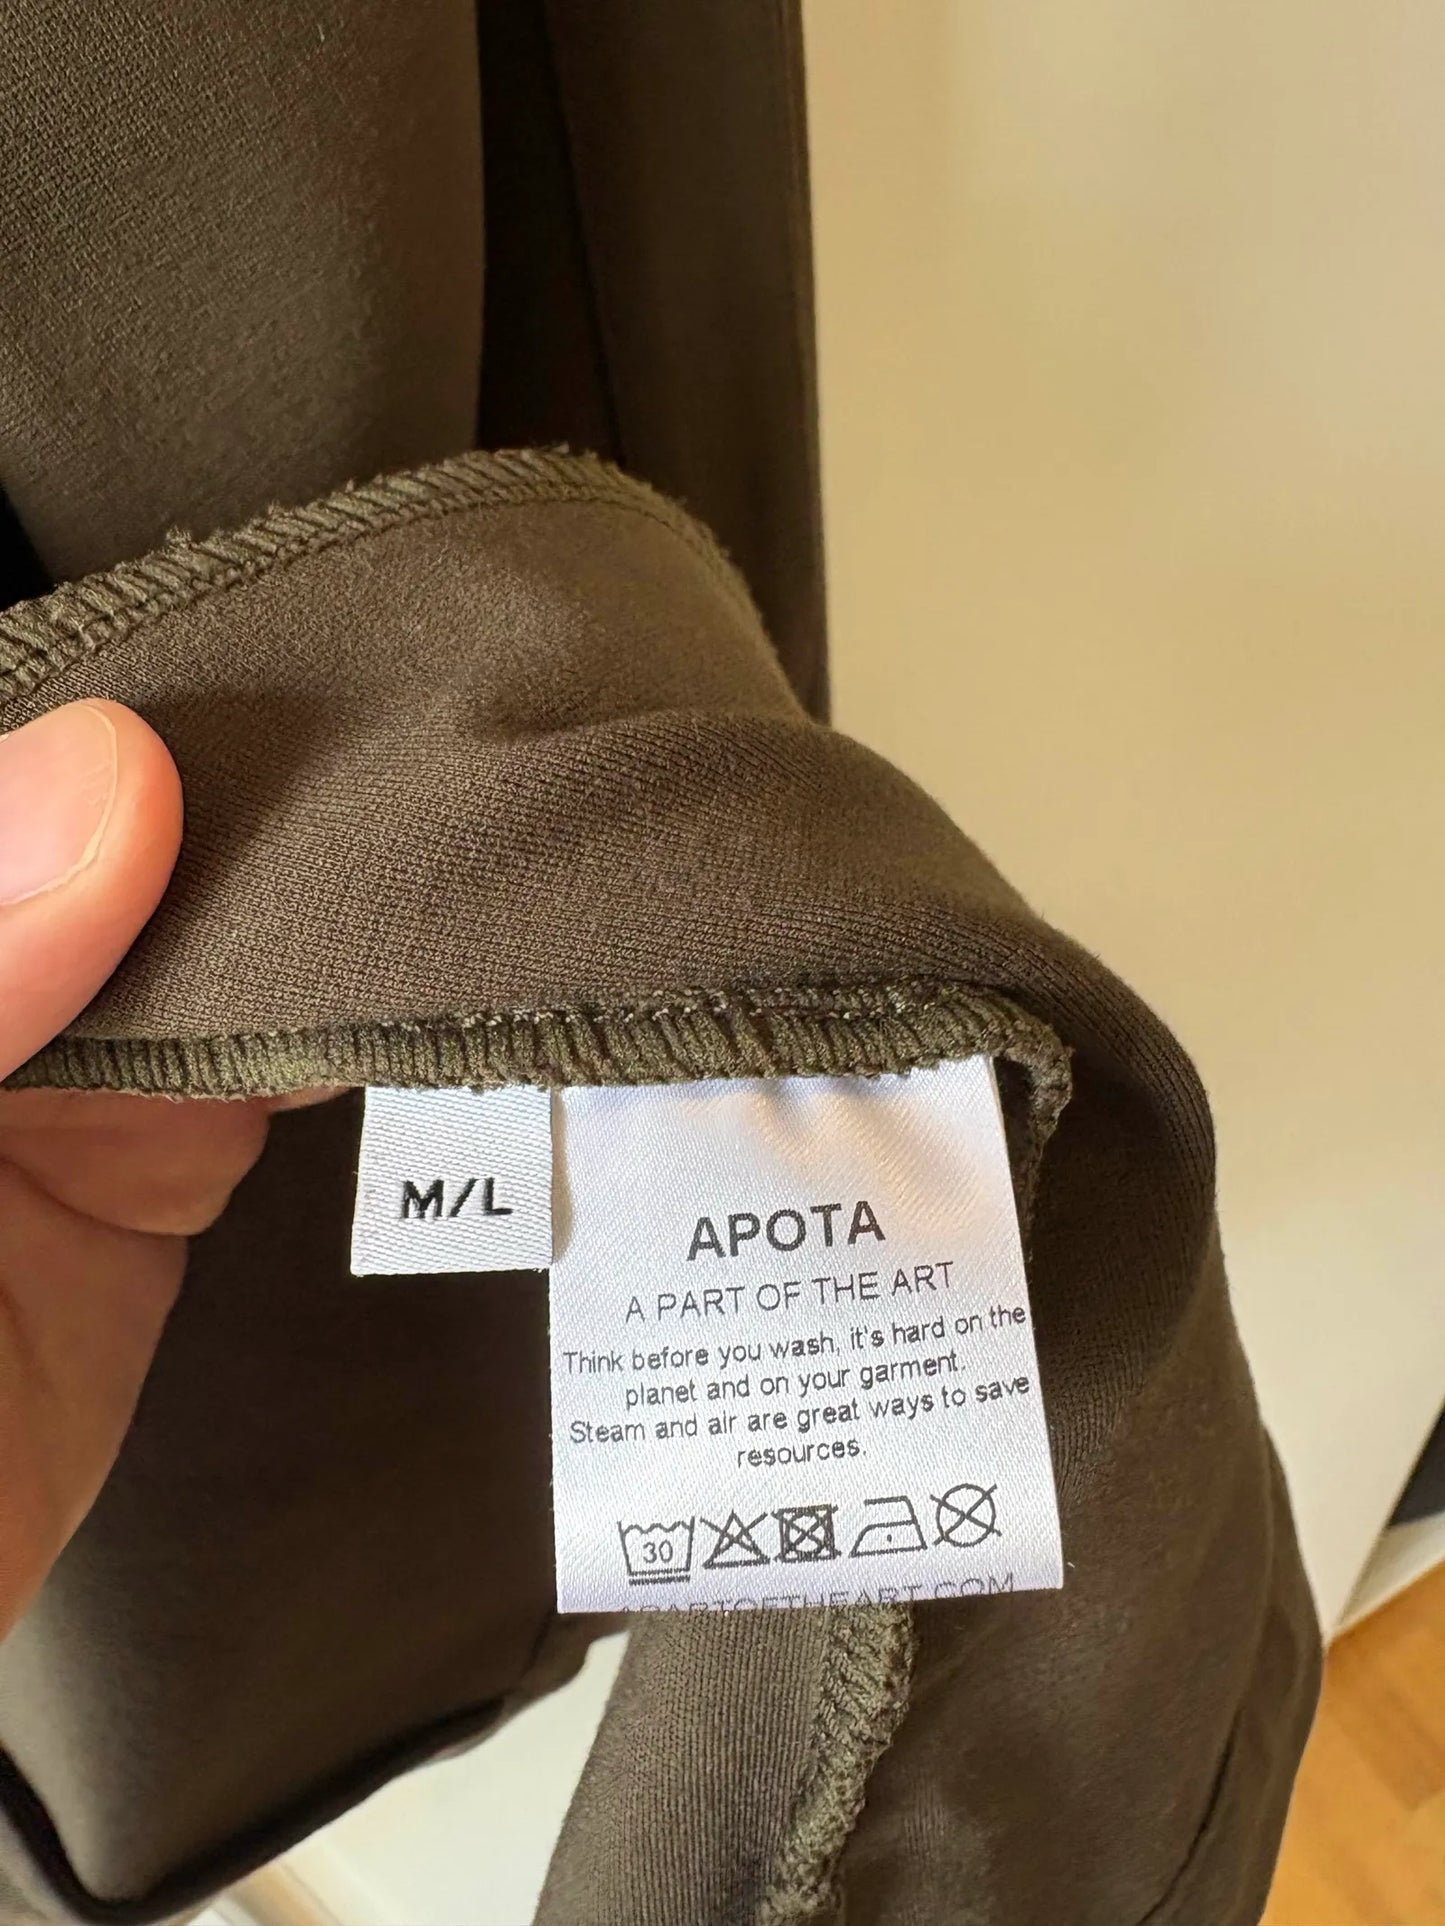 M/L
APOTA
A PART OF THE ART
Think before you wash, it's hard on the
planet and on your garment.
Steam and air are great ways to save
resources.
30